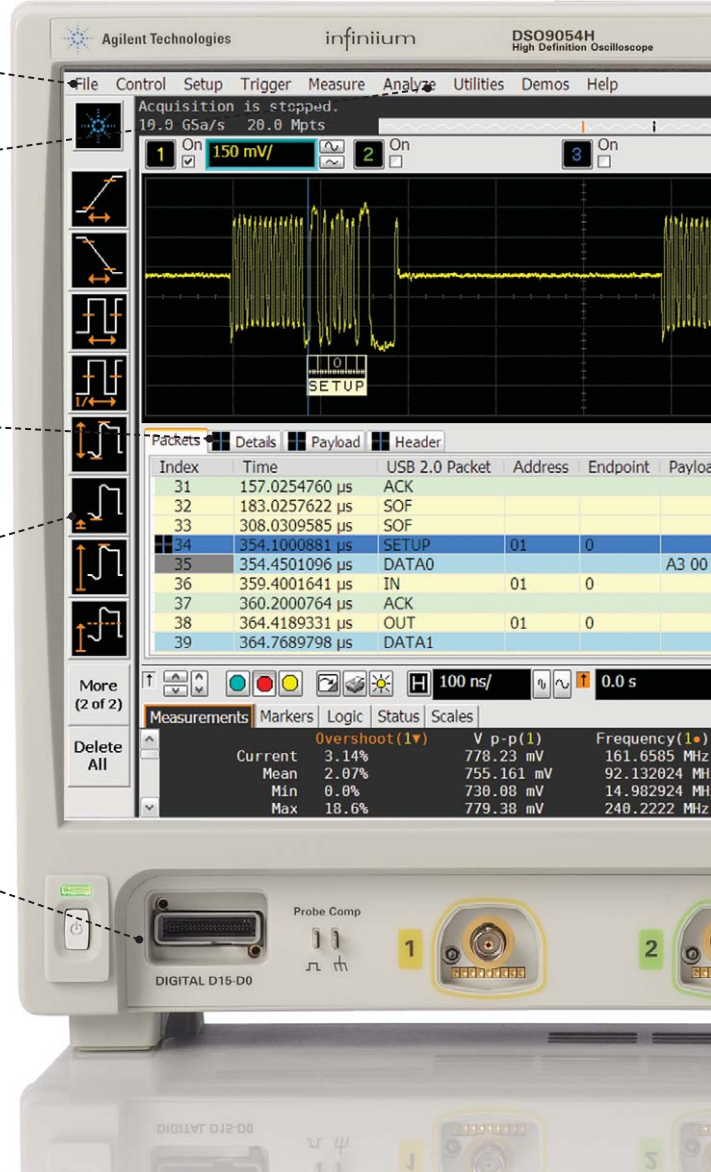 Agilent Technologies infiniium DSO9054H
High Definition Oscilloscope
File Control Setup Trigger Measure Analyze Utilities Demos Help
Acquisition is stopped.
10.0 GSa/s 20.0 Mpts
1 On 150 mV/ 2 On 3 On
0
SETUP
1/
Packets Details Payload Header
Index Time USB 2.0 Packet Address Endpoint Payloa
31 157.0254760 µs ACK
32 183.0257622 µs SOF
33 308.0309585 µs SOF
34 354.1000881 µs SETUP 01 0
35 354.4501096 µs DATA0 A3 00
36 359.4001641 µs IN 01 0
37 360.2000764 µs ACK
38 364.4189331 µs OUT 01 0
39 364.7689798 µs DATA1
More
(2 of 2)
Delete
All
H 100 ns/ 0.0 s
Measurements Markers Logic Status Scales
Overshoot(1▼) V p-p(1) Frequency(1●)
Current 3.14% 778.23 mV 161.6585 MHz
Mean 2.07% 755.161 mV 92.132024 MH
Min 0.0% 730.08 mV 14.982924 MH
Max 18.6% 779.38 mV 240.2222 MHz
Probe Comp
1 2
DIGITAL D15-D0